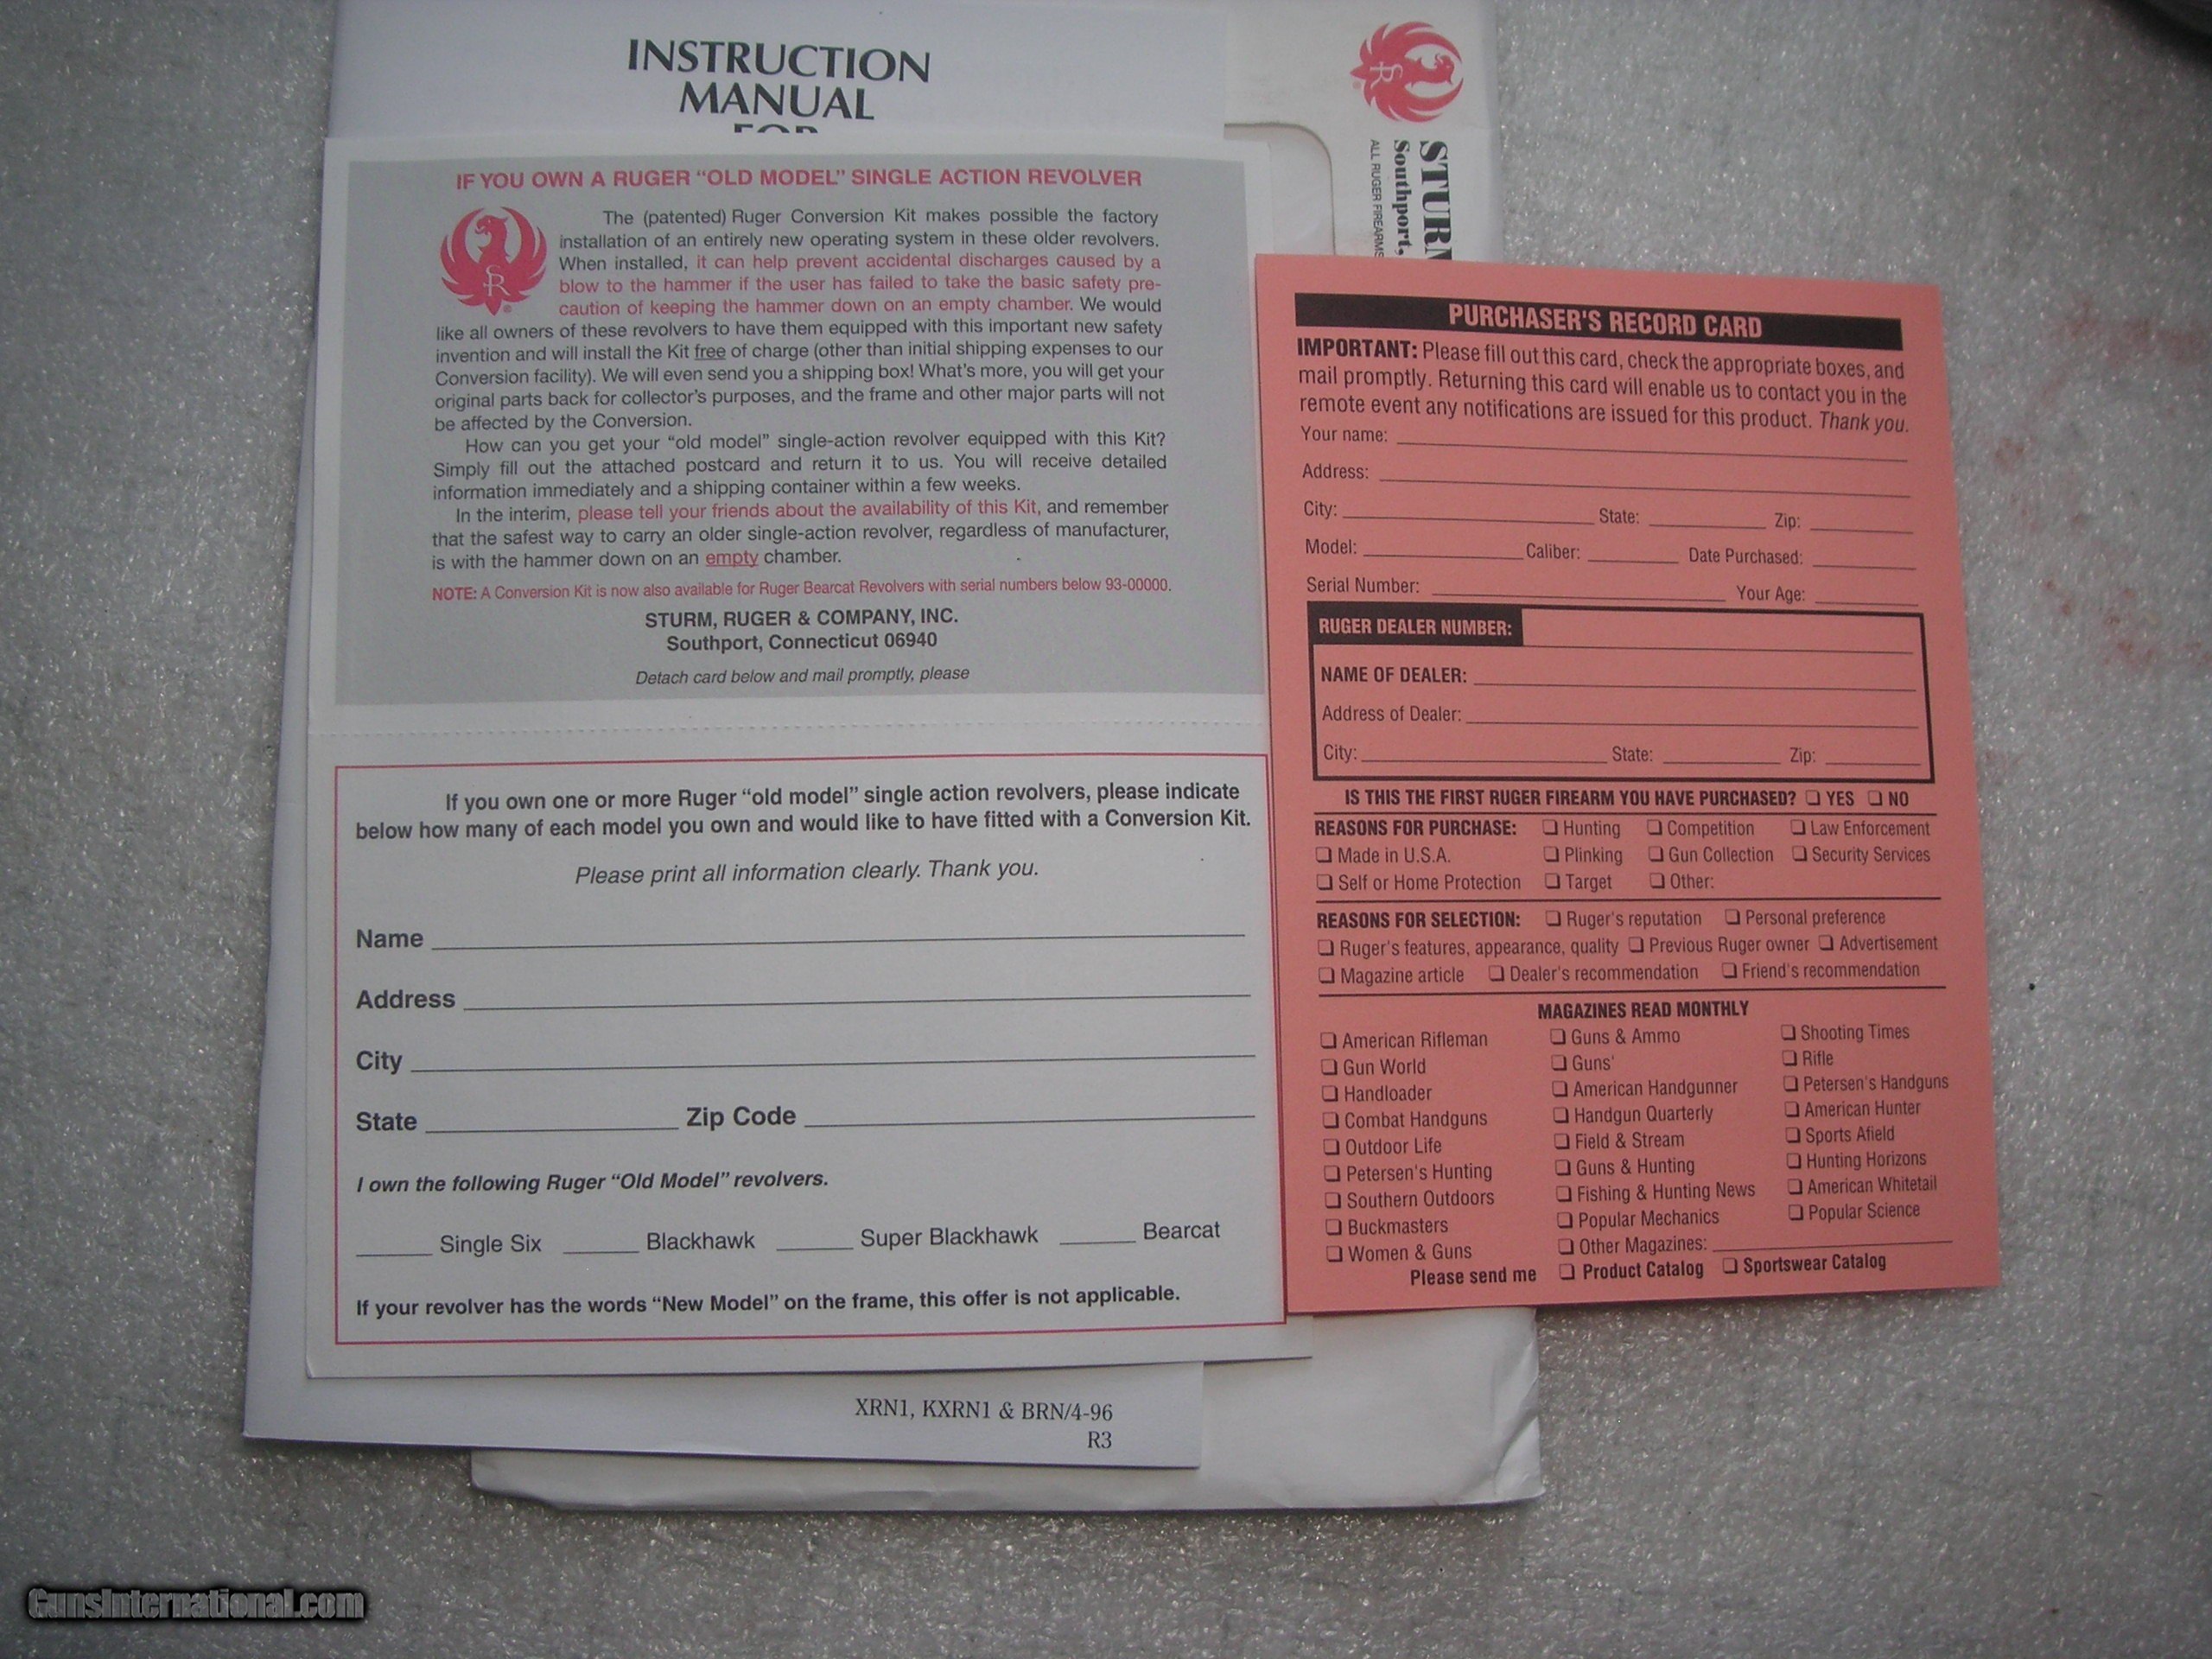 INSTRUCTION
MANUAL
IF YOU OWN A RUGER “OLD MODEL” SINGLE ACTION REVOLVER
The (patented) Ruger Conversion Kit makes possible the factory
installation of an entirely new operating system in these older revolvers.
When installed, it can help prevent accidental discharges caused by a
blow to the hammer if the user has failed to take the basic safety pre-
caution of keeping the hammer down on an empty chamber. We would
like all owners of these revolvers to have them equipped with this important new safety
invention and will install the Kit free of charge (other than initial shipping expenses to our
Conversion facility). We will even send you a shipping box! What's more, you will get your
original parts back for collector's purposes, and the frame and other major parts will not
be affected by the Conversion.
How can you get your “old model” single-action revolver equipped with this Kit?
Simply fill out the attached postcard and return it to us. You will receive detailed
information immediately and a shipping container within a few weeks.
In the interim, please tell your friends about the availability of this Kit, and remember
that the safest way to carry an older single-action revolver, regardless of manufacturer,
is with the hammer down on an empty chamber.
NOTE: A Conversion Kit is now also available for Ruger Bearcat Revolvers with serial numbers below 93-00000.
STURM, RUGER & COMPANY, INC.
Southport, Connecticut 06940
Detach card below and mail promptly, please
If you own one or more Ruger “old model” single action revolvers, please indicate
below how many of each model you own and would like to have fitted with a Conversion Kit.
Please print all information clearly. Thank you.
Name
Address
City
State Zip Code
I own the following Ruger “Old Model” revolvers.
Single Six Blackhawk Super Blackhawk Bearcat
If your revolver has the words “New Model” on the frame, this offer is not applicable.
XRN1, KXRN1 & BRN/4-96
R3
Southport,
ALL RUGER FIREARMS
PURCHASER'S RECORD CARD
IMPORTANT: Please fill out this card, check the appropriate boxes, and
mail promptly. Returning this card will enable us to contact you in the
remote event any notifications are issued for this product. Thank you.
Your name:
Address:
City: State: Zip:
Model: Caliber: Date Purchased:
Serial Number: Your Age:
RUGER DEALER NUMBER:
NAME OF DEALER:
Address of Dealer:
City: State: Zip:
IS THIS THE FIRST RUGER FIREARM YOU HAVE PURCHASED? ❑ YES ❑ NO
REASONS FOR PURCHASE: ❑ Hunting ❑ Competition ❑ Law Enforcement
❑ Made in U.S.A. ❑ Plinking ❑ Gun Collection ❑ Security Services
❑ Self or Home Protection ❑ Target ❑ Other:
REASONS FOR SELECTION: ❑ Ruger's reputation ❑ Personal preference
❑ Ruger's features, appearance, quality ❑ Previous Ruger owner ❑ Advertisement
❑ Magazine article ❑ Dealer's recommendation ❑ Friend's recommendation
MAGAZINES READ MONTHLY
❑ American Rifleman ❑ Guns & Ammo ❑ Shooting Times
❑ Gun World ❑ Guns' ❑ Rifle
❑ Handloader ❑ American Handgunner ❑ Petersen's Handguns
❑ Combat Handguns ❑ Handgun Quarterly ❑ American Hunter
❑ Outdoor Life ❑ Field & Stream ❑ Sports Afield
❑ Petersen's Hunting ❑ Guns & Hunting ❑ Hunting Horizons
❑ Southern Outdoors ❑ Fishing & Hunting News ❑ American Whitetail
❑ Buckmasters ❑ Popular Mechanics ❑ Popular Science
❑ Women & Guns ❑ Other Magazines:
Please send me ❑ Product Catalog ❑ Sportswear Catalog
GunsInternational.com